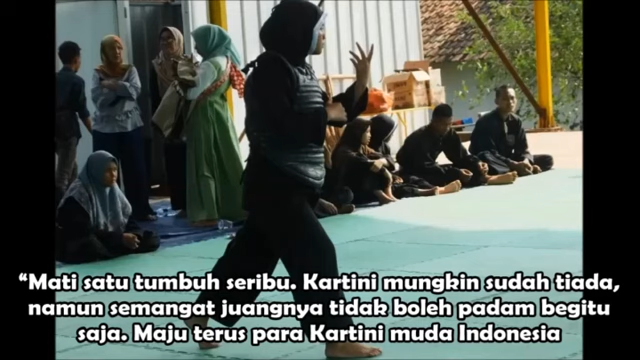 “Mati satu tumbuh seribu. Kartini mungkin sudah tiada,
namun semangat juangnya tidak boleh padam begitu
saja. Maju terus para Kartini muda Indonesia